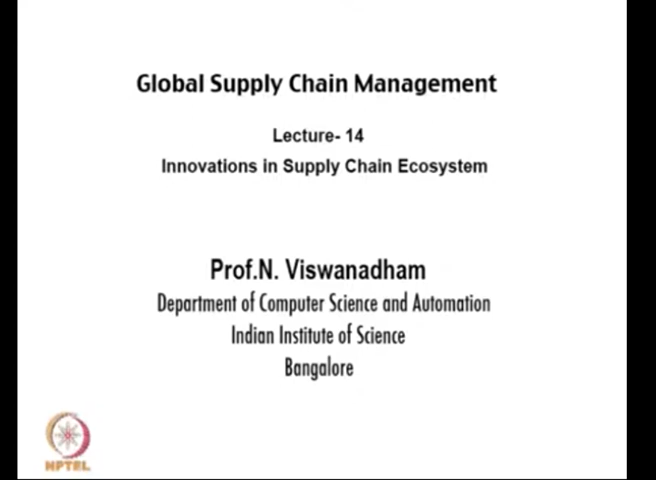 Global Supply Chain Management
Lecture- 14
Innovations in Supply Chain Ecosystem
Prof.N. Viswanadham
Department of Computer Science and Automation
Indian Institute of Science
Bangalore
NPTEL